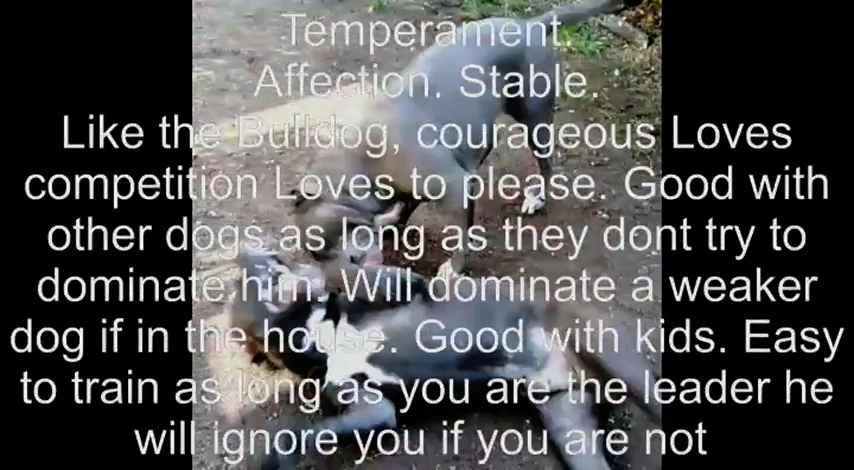 Temperament.
Affection. Stable.
Like the Bulldog, courageous Loves
competition Loves to please. Good with
other dogs as long as they dont try to
dominate him. Will dominate a weaker
dog if in the house. Good with kids. Easy
to train as long as you are the leader he
will ignore you if you are not